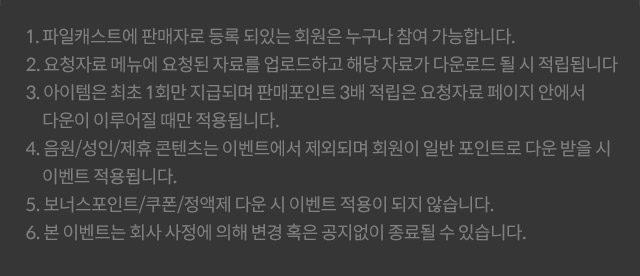 1. 파일캐스트에 판매자로 등록 되있는 회원은 누구나 참여 가능합니다.
2. 요청자료 메뉴에 요청된 자료를 업로드하고 해당 자료가 다운로드 될 시 적립됩니다
3. 아이템은 최초 1회만 지급되며 판매포인트 3배 적립은 요청자료 페이지 안에서
다운이 이루어질 때만 적용됩니다.
4. 음원/성인/제휴 콘텐츠는 이벤트에서 제외되며 회원이 일반 포인트로 다운 받을 시
이벤트 적용됩니다.
5. 보너스포인트/쿠폰/정액제 다운 시 이벤트 적용이 되지 않습니다.
6. 본 이벤트는 회사 사정에 의해 변경 혹은 공지없이 종료될 수 있습니다.